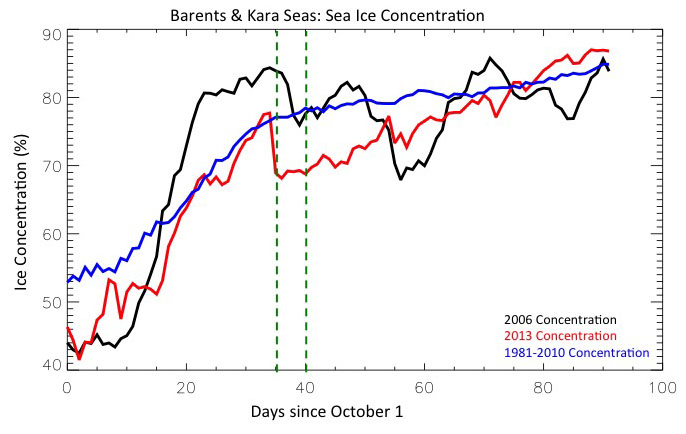 Barents & Kara Seas: Sea Ice Concentration
90
80
70
60
50
40
Ice Concentration (%)
2006 Concentration
2013 Concentration
1981-2010 Concentration
0 20 40 60 80 100
Days since October 1